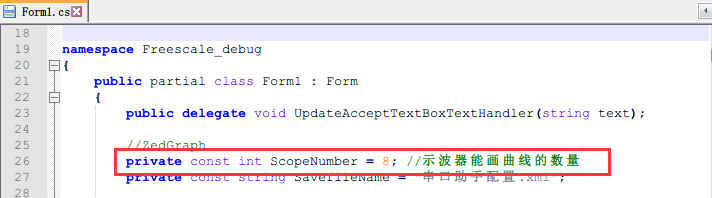 Form1.cs
18
19 namespace Freescale_debug
20 {
21 public partial class Form1 : Form
22 {
23 public delegate void UpdateAcceptTextBoxTextHandler(string text);
24
25 //ZedGraph
26 private const int ScopeNumber = 8; //示波器能画曲线的数量
27 private const string SavefileName = "串口助手配置.xml";